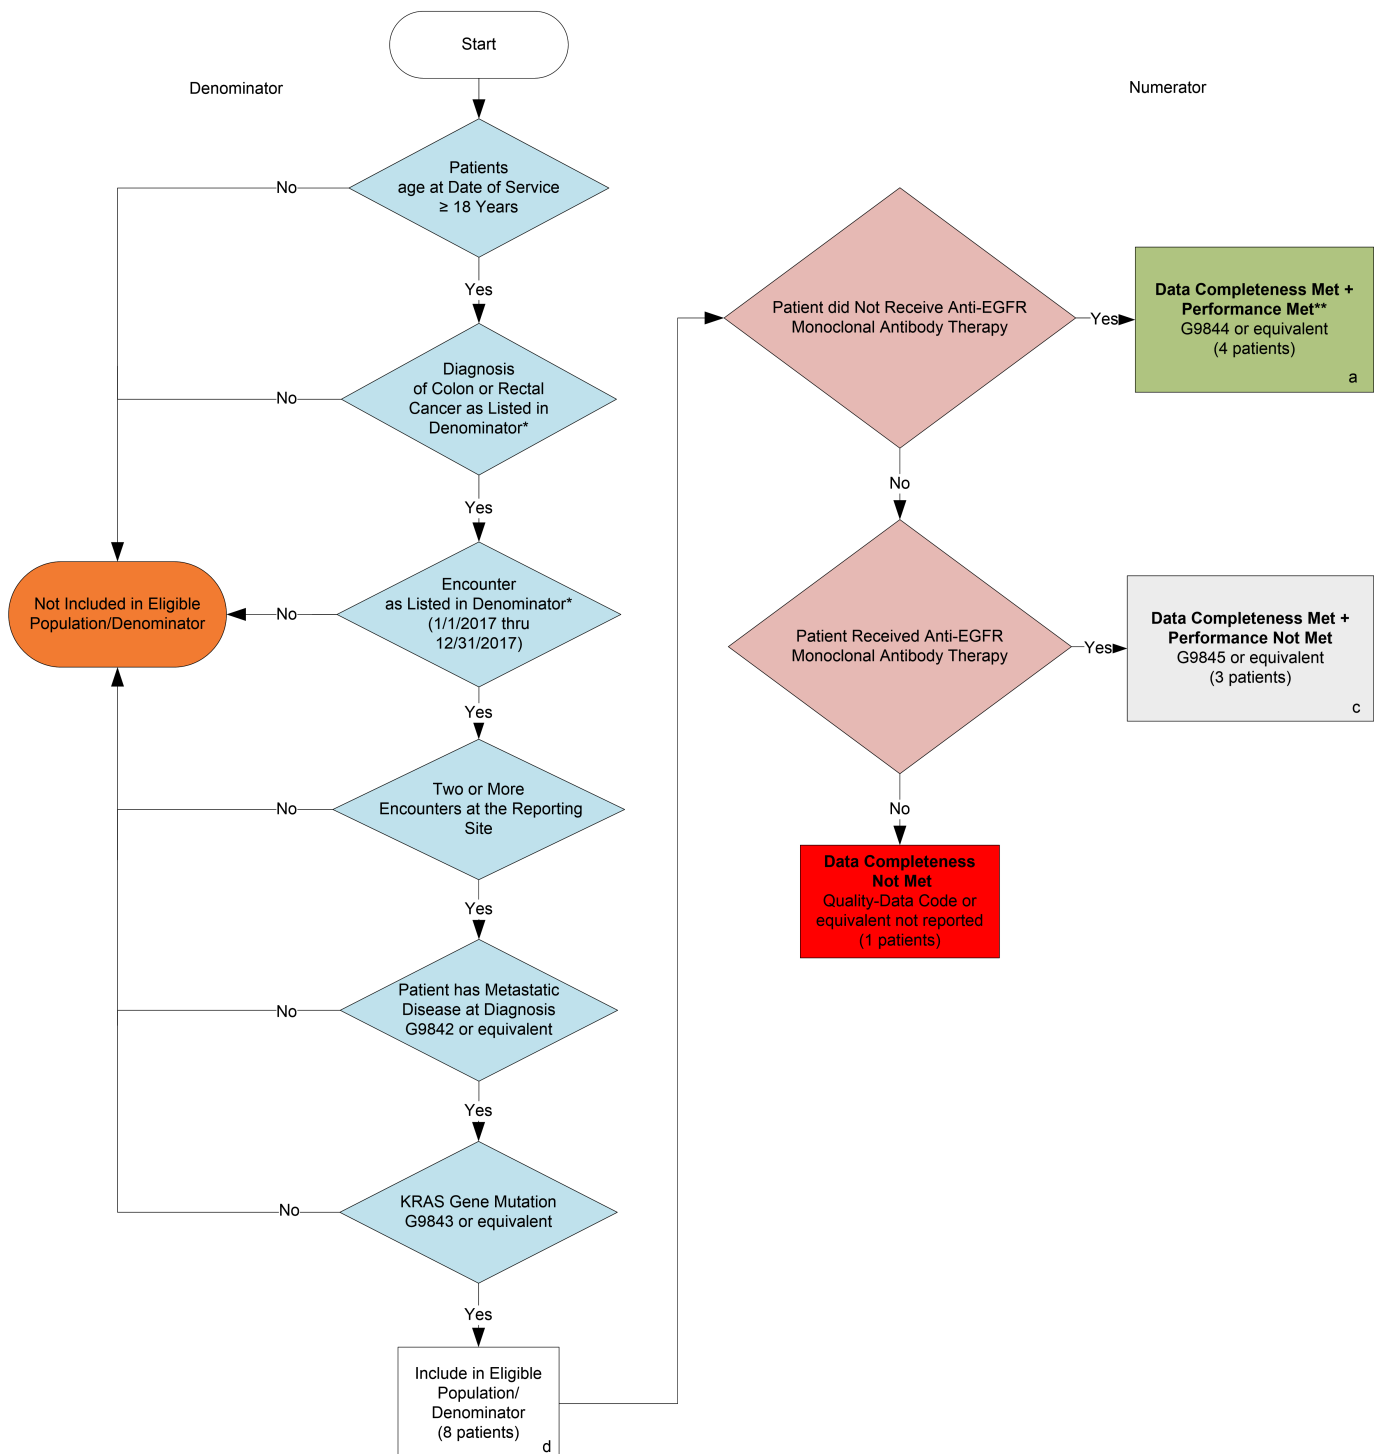 Start
Denominator
Numerator
Patients
age at Date of Service
≥ 18 Years
No
Yes
Diagnosis
of Colon or Rectal
Cancer as Listed in
Denominator*
No
Yes
Encounter
as Listed in Denominator*
(1/1/2017 thru
12/31/2017)
No
Not Included in Eligible
Population/Denominator
Yes
Two or More
Encounters at the Reporting
Site
No
Yes
Patient has Metastatic
Disease at Diagnosis
G9842 or equivalent
No
Yes
KRAS Gene Mutation
G9843 or equivalent
No
Yes
Include in Eligible
Population/
Denominator
(8 patients)
d
Patient did Not Receive Anti-EGFR
Monoclonal Antibody Therapy
Yes
Data Completeness Met +
Performance Met**
G9844 or equivalent
(4 patients)
a
No
Patient Received Anti-EGFR
Monoclonal Antibody Therapy
Yes
Data Completeness Met +
Performance Not Met
G9845 or equivalent
(3 patients)
c
No
Data Completeness
Not Met
Quality-Data Code or
equivalent not reported
(1 patients)